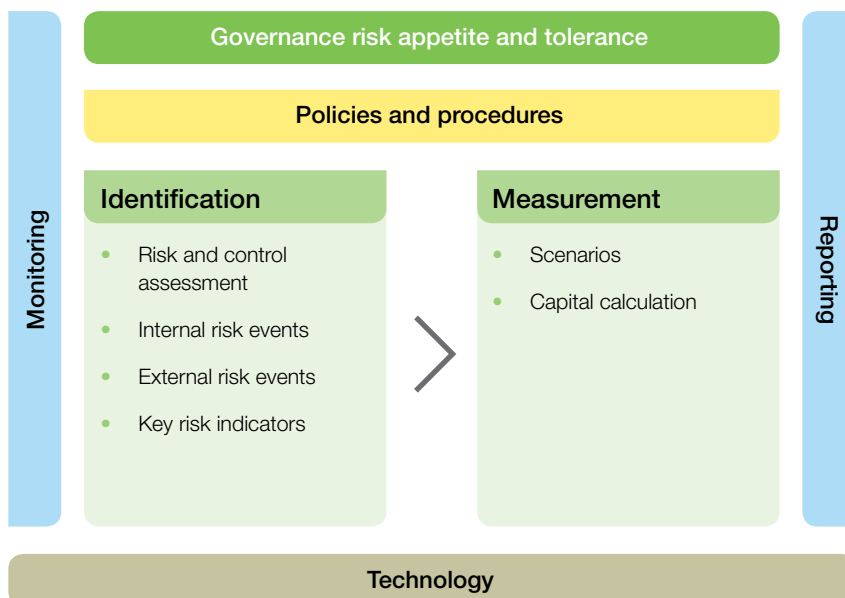 Governance risk appetite and tolerance
Policies and procedures
Monitoring
Identification
• Risk and control
assessment
• Internal risk events
• External risk events
• Key risk indicators
Measurement
• Scenarios
• Capital calculation
Reporting
Technology